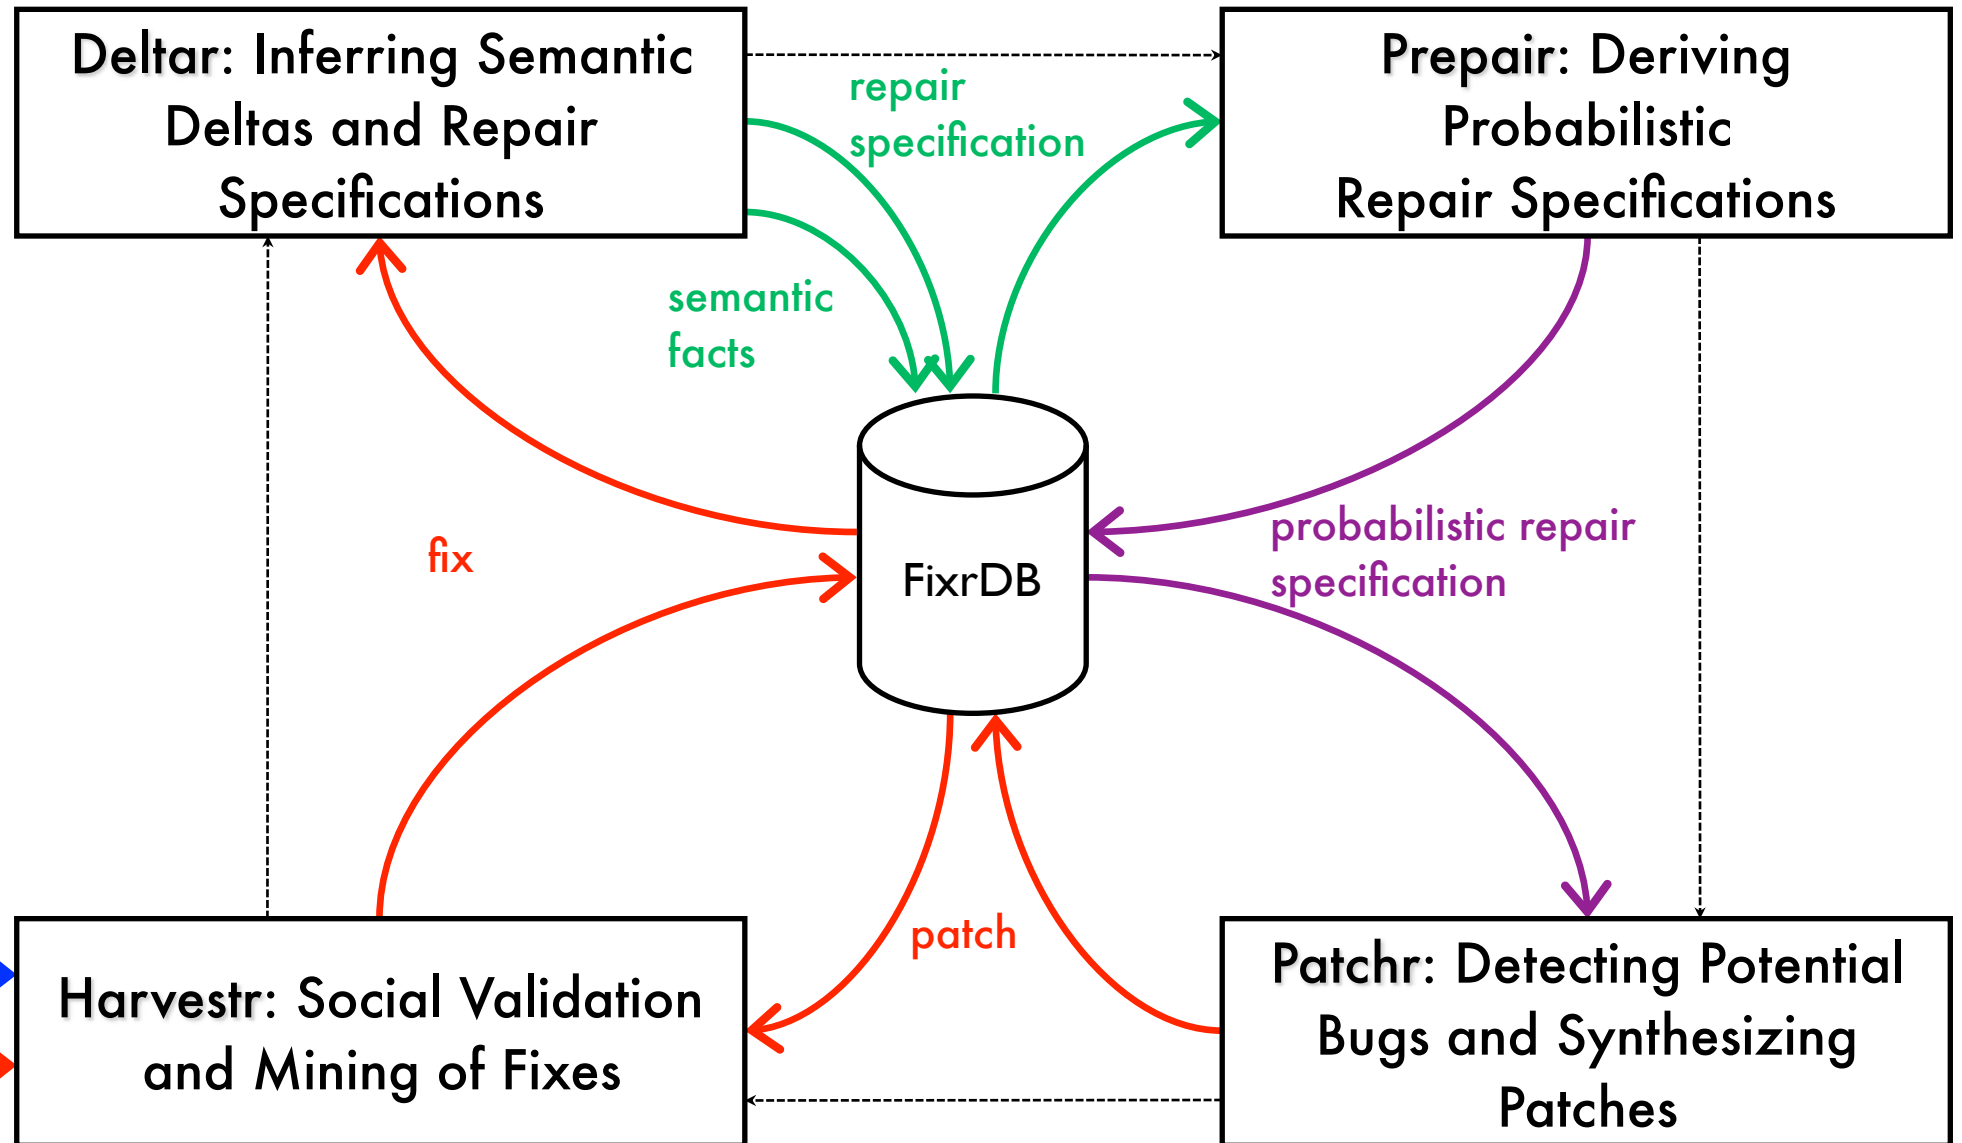 Deltar: Inferring Semantic
Deltas and Repair
Specifications
repair
specification
Prepair: Deriving
Probabilistic
Repair Specifications
semantic
facts
fix
FixrDB
probabilistic repair
specification
patch
Harvestr: Social Validation
and Mining of Fixes
Patchr: Detecting Potential
Bugs and Synthesizing
Patches